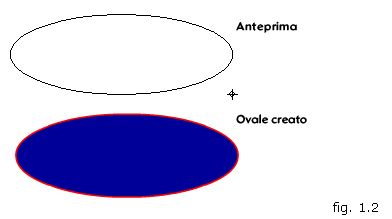 Anteprima
Ovale creato
fig. 1.2